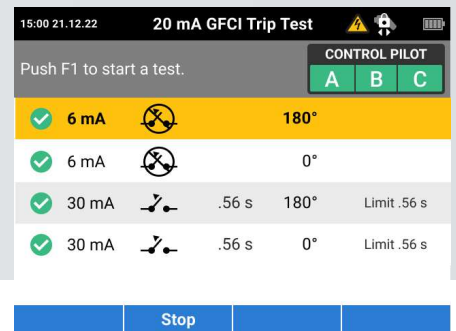 15:00 21.12.22 20 mA GFCI Trip Test
Push F1 to start a test.
CONTROL PILOT
A B C
6 mA 180°
6 mA 0°
30 mA .56 s 180° Limit .56 s
30 mA .56 s 0° Limit .56 s
Stop